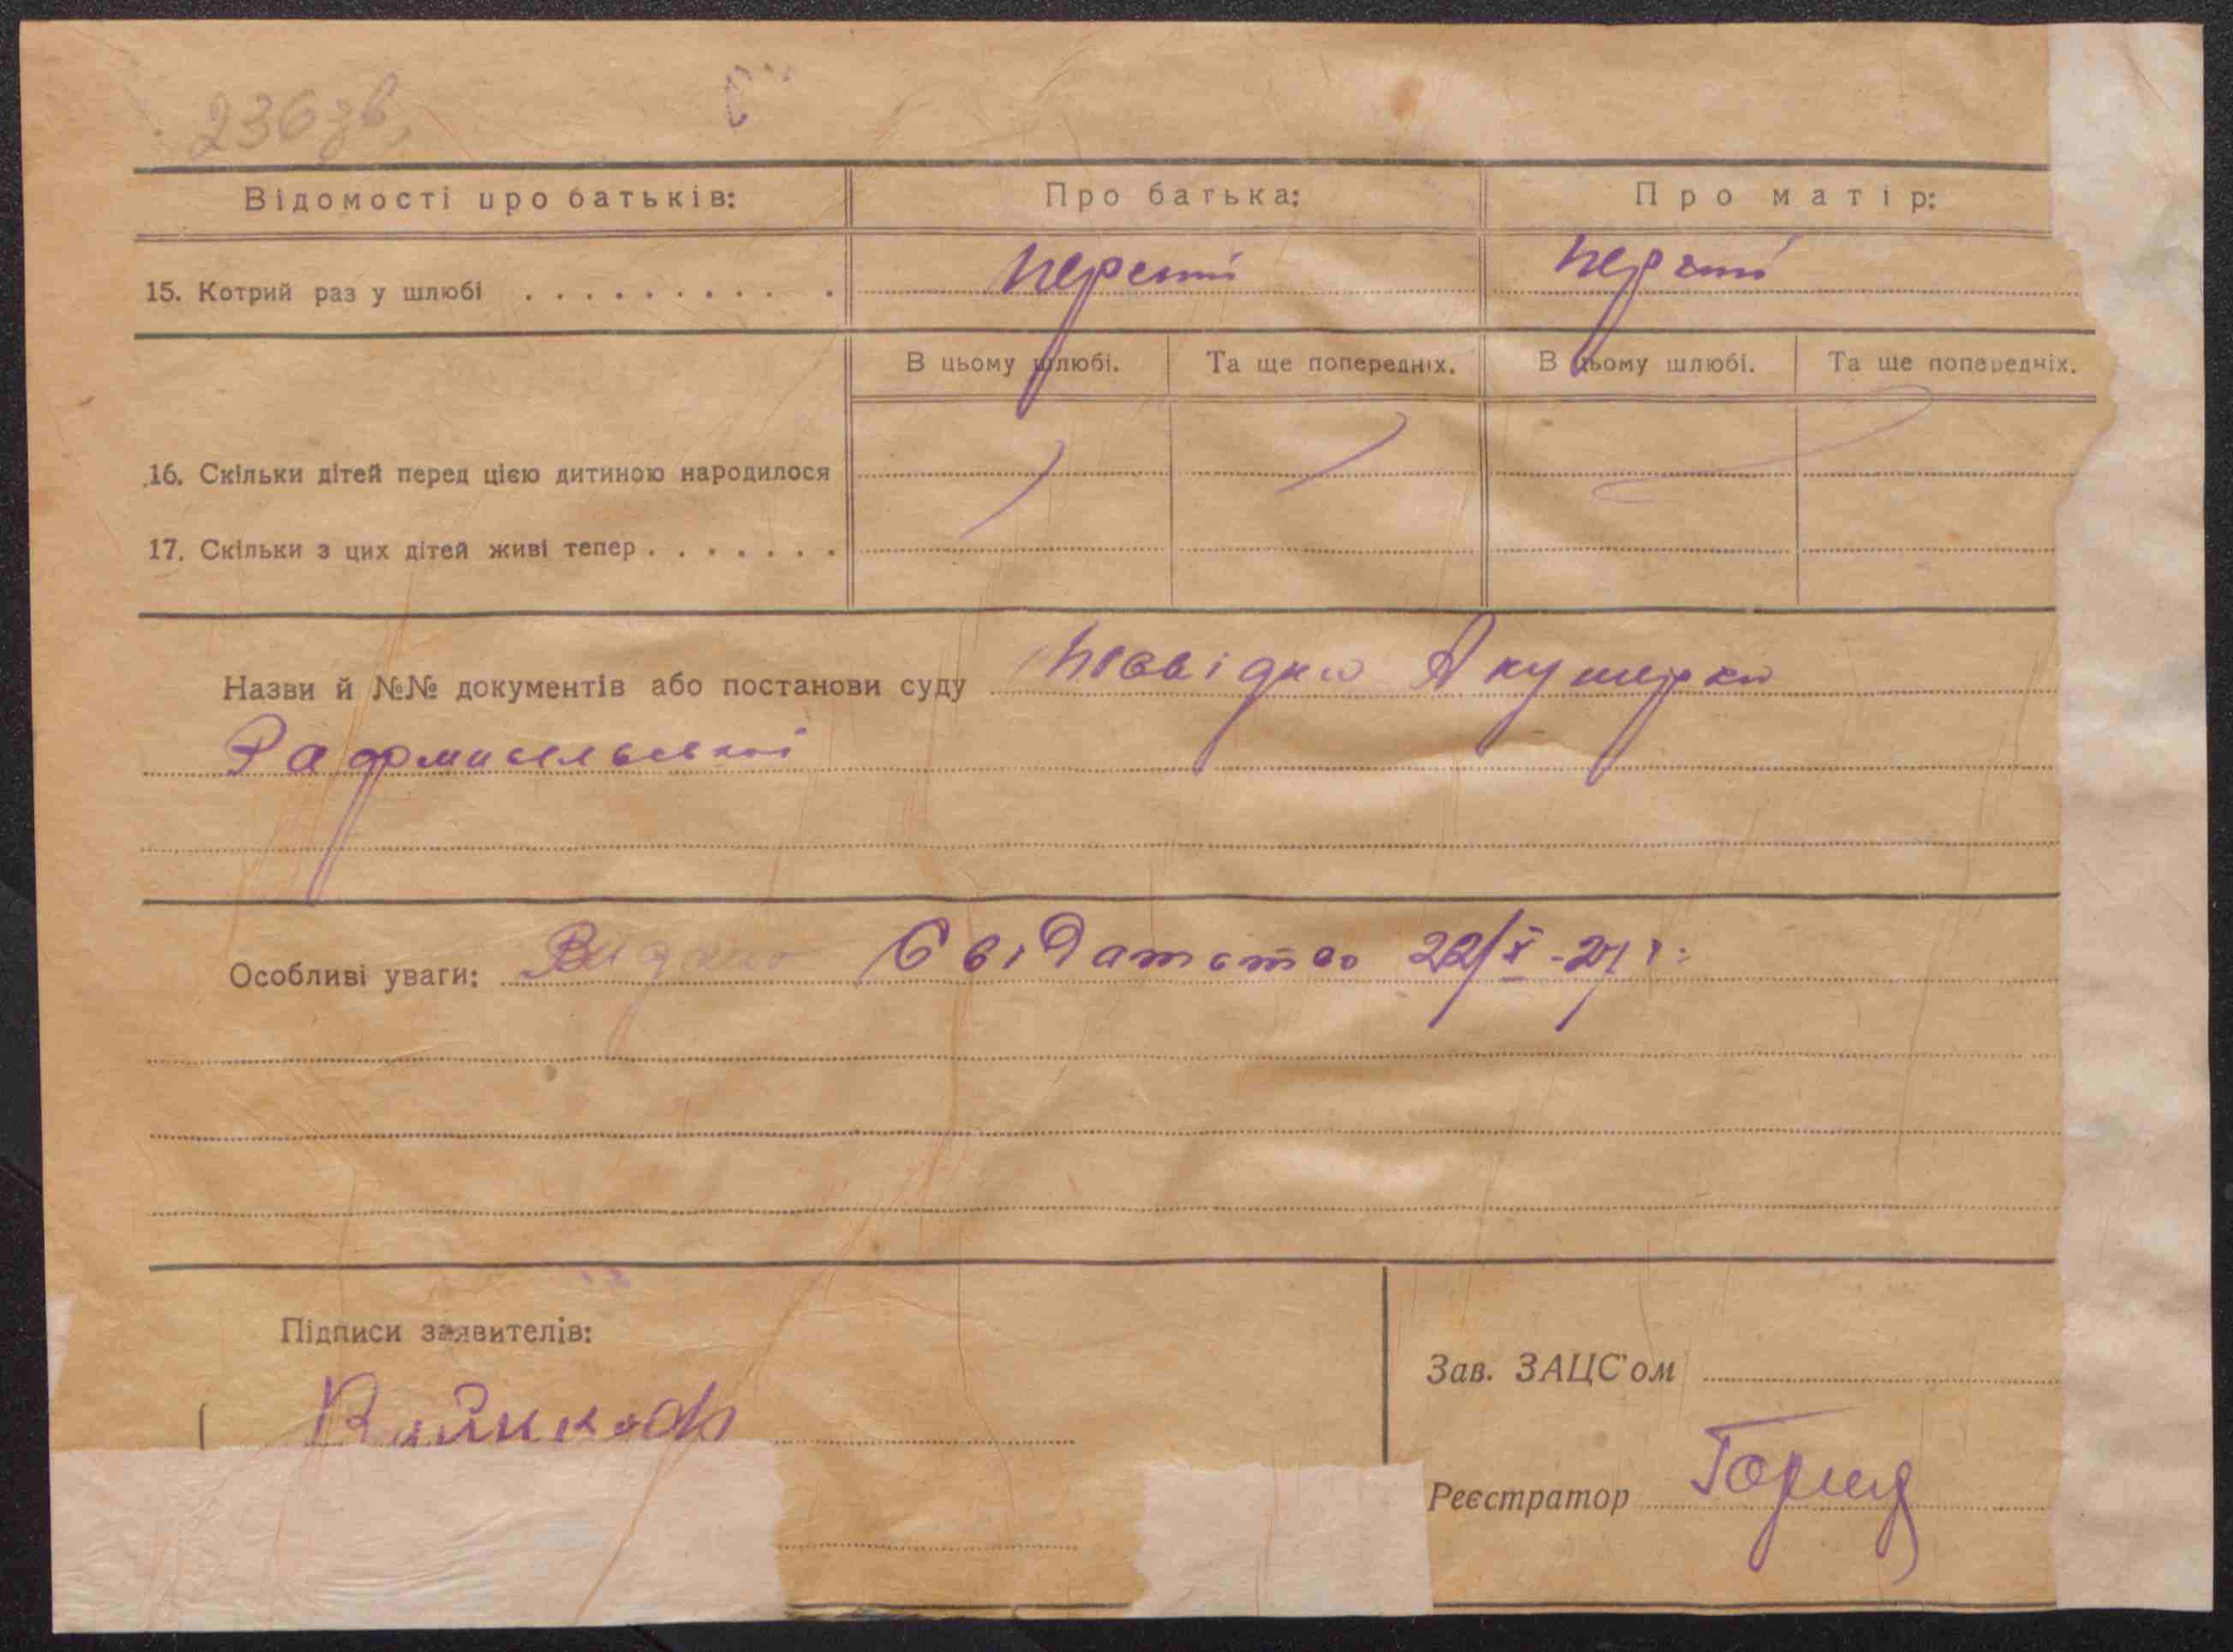 236 зв,
Відомості про батьків: Про батька: Про матір:
15. Котрий раз у шлюбі . . . . . . . . . . . перший перший
В цьому шлюбі. Та ще попередніх. В цьому шлюбі. Та ще попередніх.
16. Скільки дітей перед цією дитиною народилося
17. Скільки з цих дітей живі тепер . . . . . . .
Назви й №№ документів або постанови суду Посвідка Акушерки
Особливі уваги: Видано Свідатство 22/X-27 р:
Підписи заявителів:
Зав. ЗАЦС'ом
Реєстратор